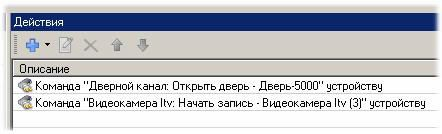 Действия
Описание
Команда "Дверной канал: Открыть дверь - Дверь-5000" устройству
Команда "Видеокамера Itv: Начать запись - Видеокамера Itv (3)" устройству